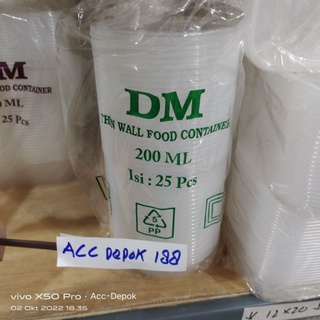 DM
THIN WALL FOOD CONTAINER
200 ML
Isi : 25 Pcs
5
PP
ACC DEPOK 188
DM
FOOD CONTAINER
ML
25 Pcs
12x20
vivo X50 Pro · Acc-Depok
02 Okt 2022 18.35